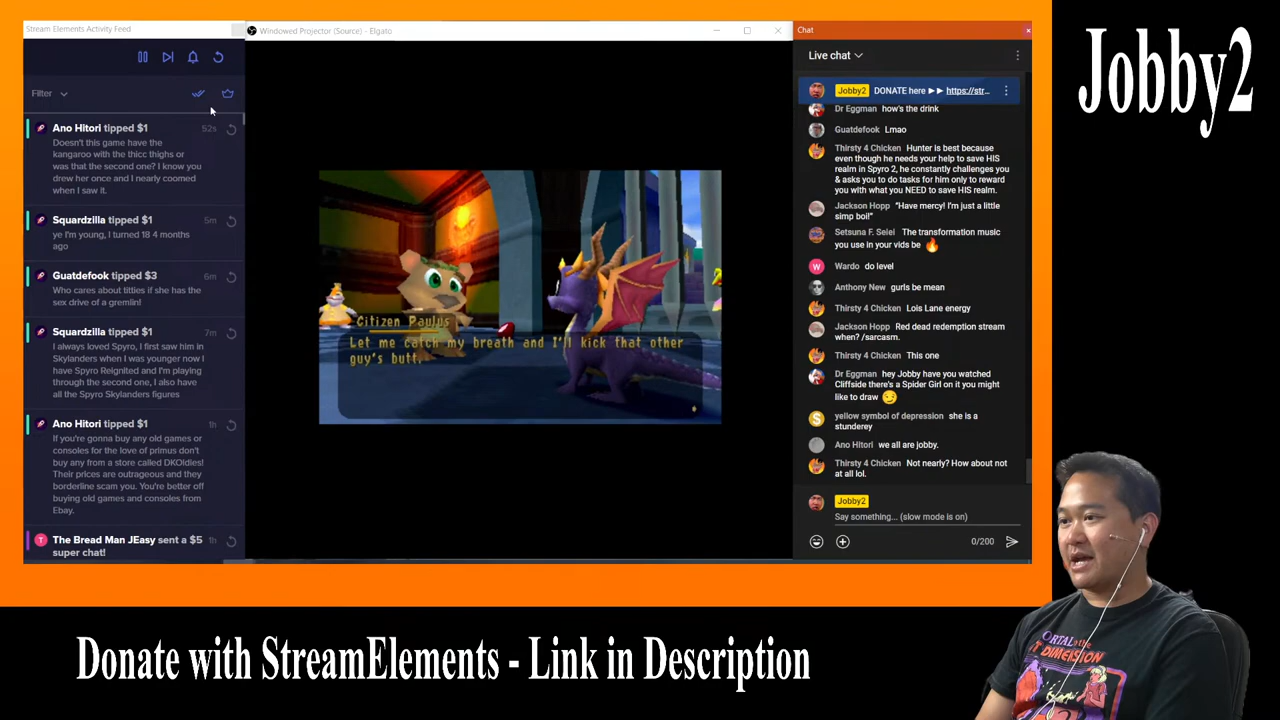 Stream Elements Activity Feed
Filter
Ano Hitori tipped $1
52s
Doesn't this game have the
kangaroo with the thicc thighs or
was that the second one? I know you
drew her once and I nearly coomed
when I saw it.
Squardzilla tipped $1
5m
ye I'm young, I turned 18 4 months
ago
Guatdefook tipped $3
6m
Who cares about titties if she has the
sex drive of a gremlin!
Squardzilla tipped $1
7m
I always loved Spyro, I first saw him in
Skylanders when I was younger now I
have Spyro Reignited and I'm playing
through the second one, I also have
all the Spyro Skylanders figures
Ano Hitori tipped $1
1h
If you're gonna buy any old games or
consoles for the love of primus don't
buy any from a store called DKOldies!
Their prices are outrageous and they
borderline scam you. You're better off
buying old games and consoles from
Ebay.
The Bread Man JEasy sent a $5
super chat!
1h
Windowed Projector (Source) - Elgato
Citizen Paulus
Let me catch my breath and I'll kick that other
guy's butt.
Chat
Live chat
Jobby2 DONATE here ►► https://str...
Dr Eggman how's the drink
Guatdefook Lmao
Thirsty 4 Chicken Hunter is best because
even though he needs your help to save HIS
realm in Spyro 2, he constantly challenges you
& asks you to do tasks for him only to reward
you with what you NEED to save HIS realm.
Jackson Hopp "Have mercy! I'm just a little
simp boi!"
Setsuna F. Seiei The transformation music
you use in your vids be 🔥
W
Wardo do level
Anthony New gurls be mean
Thirsty 4 Chicken Lois Lane energy
Jackson Hopp Red dead redemption stream
when? /sarcasm.
Thirsty 4 Chicken This one
Dr Eggman hey Jobby have you watched
Cliffside there's a Spider Girl on it you might
like to draw 😏
S
yellow symbol of depression she is a
stunderey
Ano Hitori we all are jobby.
Thirsty 4 Chicken Not nearly? How about not
at all lol.
Jobby2
Say something... (slow mode is on)
0/200
Jobby2
Donate with StreamElements - Link in Description